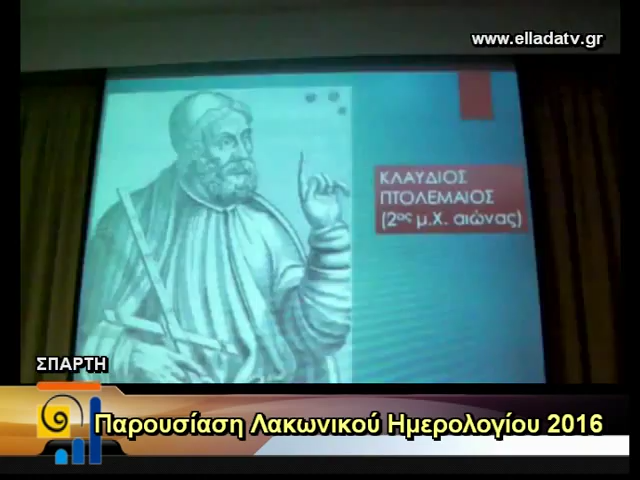 www.elladatv.gr
ΚΛΑΥΔΙΟΣ
ΠΤΟΛΕΜΑΙΟΣ
(2ος μ.Χ. αιώνας)
ΣΠΑΡΤΗ
Παρουσίαση Λακωνικού Ημερολογίου 2016